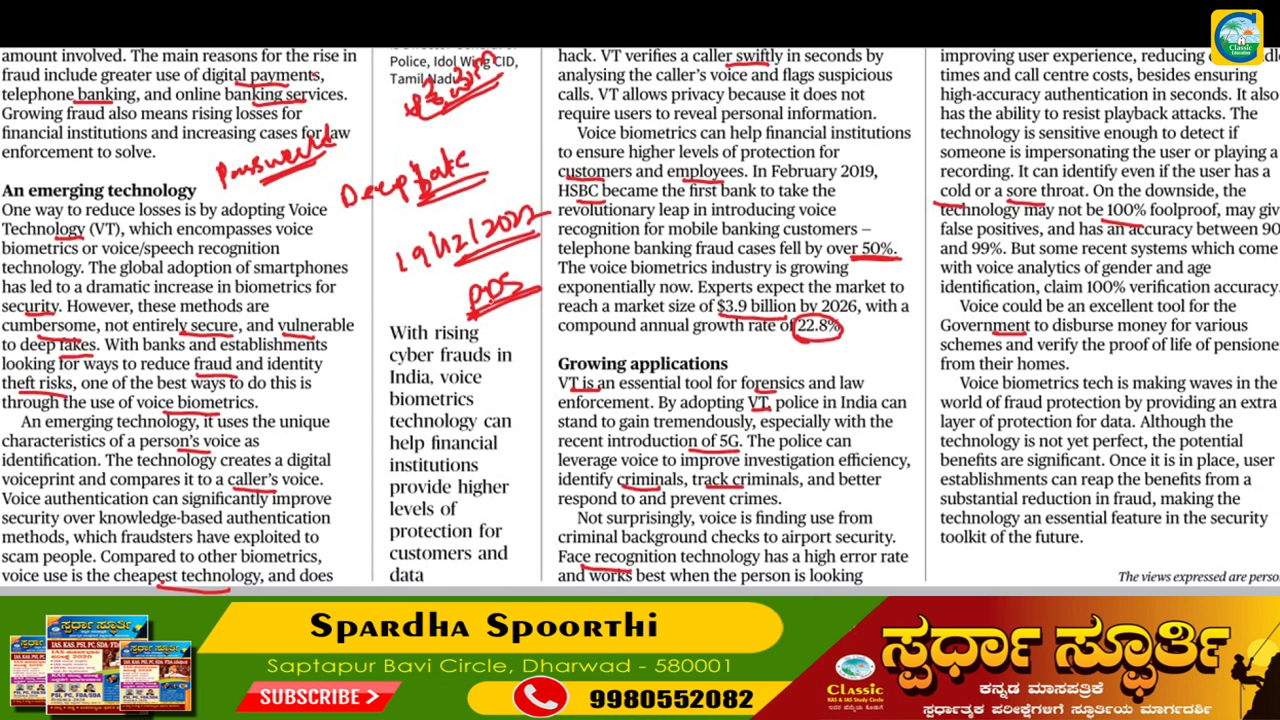 amount involved. The main reasons for the rise in
fraud include greater use of digital payments,
telephone banking, and online banking services.
Growing fraud also means rising losses for
financial institutions and increasing cases for law
enforcement to solve.
Password
An emerging technology
One way to reduce losses is by adopting Voice
Technology (VT), which encompasses voice
biometrics or voice/speech recognition
technology. The global adoption of smartphones
has led to a dramatic increase in biometrics for
security. However, these methods are
cumbersome, not entirely secure, and vulnerable
to deep fakes. With banks and establishments
looking for ways to reduce fraud and identity
theft risks, one of the best ways to do this is
through the use of voice biometrics.
An emerging technology, it uses the unique
characteristics of a person's voice as
identification. The technology creates a digital
voiceprint and compares it to a caller's voice.
Voice authentication can significantly improve
security over knowledge-based authentication
methods, which fraudsters have exploited to
scam people. Compared to other biometrics,
voice use is the cheapest technology, and does
Police, Idol Wing CID,
Tamil Nadu
Deep fake
19/12/2022
With rising
cyber frauds in
India, voice
biometrics
technology can
help financial
institutions
provide higher
levels of
protection for
customers and
data
hack. VT verifies a caller swiftly in seconds by
analysing the caller's voice and flags suspicious
calls. VT allows privacy because it does not
require users to reveal personal information.
Voice biometrics can help financial institutions
to ensure higher levels of protection for
customers and employees. In February 2019,
HSBC became the first bank to take the
revolutionary leap in introducing voice
recognition for mobile banking customers –
telephone banking fraud cases fell by over 50%.
The voice biometrics industry is growing
exponentially now. Experts expect the market to
reach a market size of $3.9 billion by 2026, with a
compound annual growth rate of 22.8%
Growing applications
VT is an essential tool for forensics and law
enforcement. By adopting VT, police in India can
stand to gain tremendously, especially with the
recent introduction of 5G. The police can
leverage voice to improve investigation efficiency,
identify criminals, track criminals, and better
respond to and prevent crimes.
Not surprisingly, voice is finding use from
criminal background checks to airport security.
Face recognition technology has a high error rate
and works best when the person is looking
improving user experience, reducing
times and call centre costs, besides ensuring
high-accuracy authentication in seconds. It also
has the ability to resist playback attacks. The
technology is sensitive enough to detect if
someone is impersonating the user or playing a
recording. It can identify even if the user has a
cold or a sore throat. On the downside, the
technology may not be 100% foolproof, may giv
false positives, and has an accuracy between 90
and 99%. But some recent systems which come
with voice analytics of gender and age
identification, claim 100% verification accuracy.
Voice could be an excellent tool for the
Government to disburse money for various
schemes and verify the proof of life of pensione
from their homes.
Voice biometrics tech is making waves in the
world of fraud protection by providing an extra
layer of protection for data. Although the
technology is not yet perfect, the potential
benefits are significant. Once it is in place, user
establishments can reap the benefits from a
substantial reduction in fraud, making the
technology an essential feature in the security
toolkit of the future.
The views expressed are person
Classic
Education
Spardha Spoorthi
Saptapur Bavi Circle, Dharwad - 580001
SUBSCRIBE >
9980552082
Classic
IAS & KAS Study Circle
ಸ್ಪರ್ಧಾ ಸ್ಫೂರ್ತಿ
ಕನ್ನಡ ಮಾಸಪತ್ರಿಕೆ
ಸ್ಪರ್ಧಾತ್ಮಕ ಪರೀಕ್ಷೆಗಳಿಗೆ ಸ್ಫೂರ್ತಿಯ ಮಾರ್ಗದರ್ಶಿ